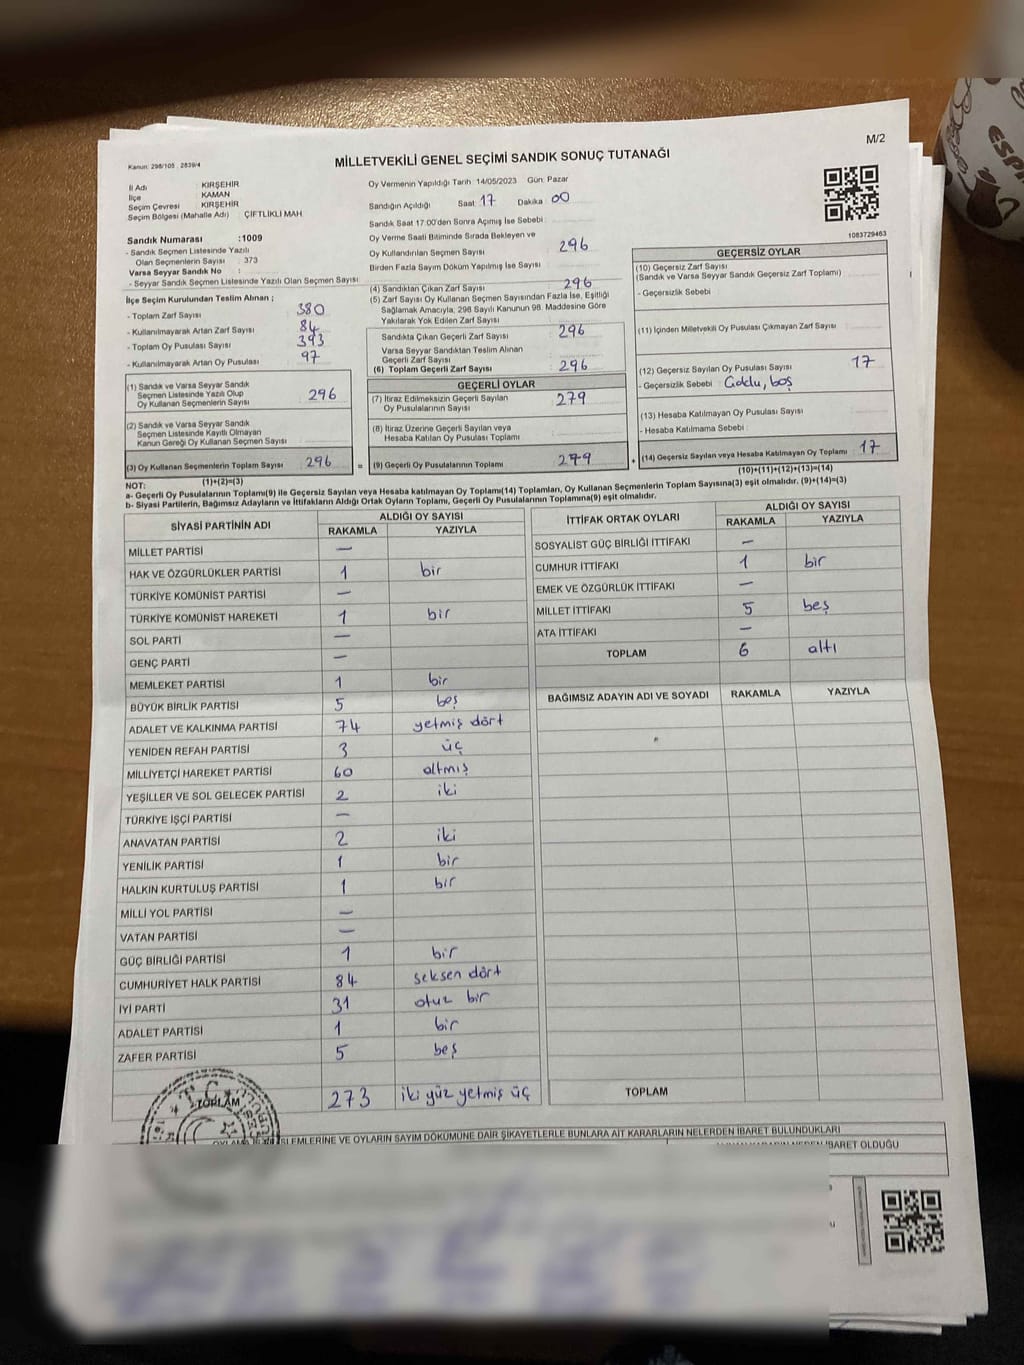 M/2
Kanun: 298/105 , 2839/4
MİLLETVEKİLİ GENEL SEÇİMİ SANDIK SONUÇ TUTANAĞI
İl Adı : KIRŞEHİR
İlçe : KAMAN
Seçim Çevresi : KIRŞEHİR
Seçim Bölgesi (Mahalle Adı) : ÇİFTLİKLİ MAH
Sandık Numarası :1009
- Sandık Seçmen Listesinde Yazılı
Olan Seçmenlerin Sayısı : 373
Varsa Seyyar Sandık No :
- Seyyar Sandık Seçmen Listesinde Yazılı Olan Seçmen Sayısı :
İlçe Seçim Kurulundan Teslim Alınan ;
- Toplam Zarf Sayısı : 380
- Kullanılmayarak Artan Zarf Sayısı : 84
- Toplam Oy Pusulası Sayısı : 393
- Kullanılmayarak Artan Oy Pusulası : 97
(1) Sandık ve Varsa Seyyar Sandık
Seçmen Listesinde Yazılı Olup
Oy Kullanan Seçmenlerin Sayısı : 296
(2) Sandık ve Varsa Seyyar Sandık
Seçmen Listesinde Kayıtlı Olmayan
Kanun Gereği Oy Kullanan Seçmen Sayısı :
(3) Oy Kullanan Seçmenlerin Toplam Sayısı : 296
(1)+(2)=(3)
Oy Vermenin Yapıldığı Tarih : 14/05/2023 Gün: Pazar
Sandığın Açıldığı : Saat: 17 Dakika : 00
Sandık Saat 17:00'den Sonra Açımış İse Sebebi :
Oy Verme Saati Bitiminde Sırada Bekleyen ve
Oy Kullandırılan Seçmen Sayısı : 296
Birden Fazla Sayım Döküm Yapılmış İse Sayısı :
(4) Sandıktan Çıkan Zarf Sayısı : 296
(5) Zarf Sayısı Oy Kullanan Seçmen Sayısından Fazla İse, Eşitliği
Sağlamak Amacıyla, 298 Sayılı Kanunun 98. Maddesine Göre
Yakılarak Yok Edilen Zarf Sayısı :
Sandıkta Çıkan Geçerli Zarf Sayısı : 296
Varsa Seyyar Sandıktan Teslim Alınan
Geçerli Zarf Sayısı :
(6) Toplam Geçerli Zarf Sayısı : 296
GEÇERLİ OYLAR
(7) İtiraz Edilmeksizin Geçerli Sayılan
Oy Pusulalarının Sayısı : 279
(8) İtiraz Üzerine Geçerli Sayılan veya
Hesaba Katılan Oy Pusulası Toplamı :
= (9) Geçerli Oy Pusulalarının Toplamı : 279
1083729463
GEÇERSİZ OYLAR
(10) Geçersiz Zarf Sayısı
(Sandık ve Varsa Seyyar Sandık Geçersiz Zarf Toplamı) :
- Geçersizlik Sebebi :
(11) İçinden Milletvekili Oy Pusulası Çıkmayan Zarf Sayısı :
(12) Geçersiz Sayılan Oy Pusulası Sayısı : 17
- Geçersizlik Sebebi : boş
(13) Hesaba Katılmayan Oy Pusulası Sayısı :
- Hesaba Katılmama Sebebi :
+ (14) Geçersiz Sayılan veya Hesaba Katılmayan Oy Toplamı : 17
(10)+(11)+(12)+(13)=(14)
NOT:
a- Geçerli Oy Pusulalarının Toplamı(9) ile Geçersiz Sayılan veya Hesaba katılmayan Oy Toplamı(14) Toplamları, Oy Kullanan Seçmenlerin Toplam Sayısına(3) eşit olmalıdır. (9)+(14)=(3)
b- Siyasi Partilerin, Bağımsız Adayların ve İttifakların Aldığı Ortak Oyların Toplamı, Geçerli Oy Pusulalarının Toplamına(9) eşit olmalıdır.
SİYASİ PARTİNİN ADI ALDIĞI OY SAYISI
RAKAMLA YAZIYLA
MİLLET PARTİSİ —
HAK VE ÖZGÜRLÜKLER PARTİSİ 1 bir
TÜRKİYE KOMÜNİST PARTİSİ —
TÜRKİYE KOMÜNİST HAREKETİ 1 bir
SOL PARTİ —
GENÇ PARTİ —
MEMLEKET PARTİSİ 1 bir
BÜYÜK BİRLİK PARTİSİ 5 beş
ADALET VE KALKINMA PARTİSİ 74 yetmiş dört
YENİDEN REFAH PARTİSİ 3 üç
MİLLİYETÇİ HAREKET PARTİSİ 60 altmış
YEŞİLLER VE SOL GELECEK PARTİSİ 2 iki
TÜRKİYE İŞÇİ PARTİSİ —
ANAVATAN PARTİSİ 2 iki
YENİLİK PARTİSİ 1 bir
HALKIN KURTULUŞ PARTİSİ 1 bir
MİLLİ YOL PARTİSİ —
VATAN PARTİSİ —
GÜÇ BİRLİĞİ PARTİSİ 1 bir
CUMHURİYET HALK PARTİSİ 84 seksen dört
İYİ PARTİ 31 otuz bir
ADALET PARTİSİ 1 bir
ZAFER PARTİSİ 5 beş
TOPLAM 273 iki yüz yetmiş üç
İTTİFAK ORTAK OYLARI ALDIĞI OY SAYISI
RAKAMLA YAZIYLA
SOSYALİST GÜÇ BİRLİĞİ İTTİFAKI —
CUMHUR İTTİFAKI 1 bir
EMEK VE ÖZGÜRLÜK İTTİFAKI —
MİLLET İTTİFAKI 5 beş
ATA İTTİFAKI —
TOPLAM 6 altı
BAĞIMSIZ ADAYIN ADI VE SOYADI RAKAMLA YAZIYLA
TOPLAM
İŞLEMLERİNE VE OYLARIN SAYIM DÖKÜMÜNE DAİR ŞİKAYETLERLE BUNLARA AİT KARARLARIN NELERDEN İBARET BULUNDUKLARI
İBARET OLDUĞU